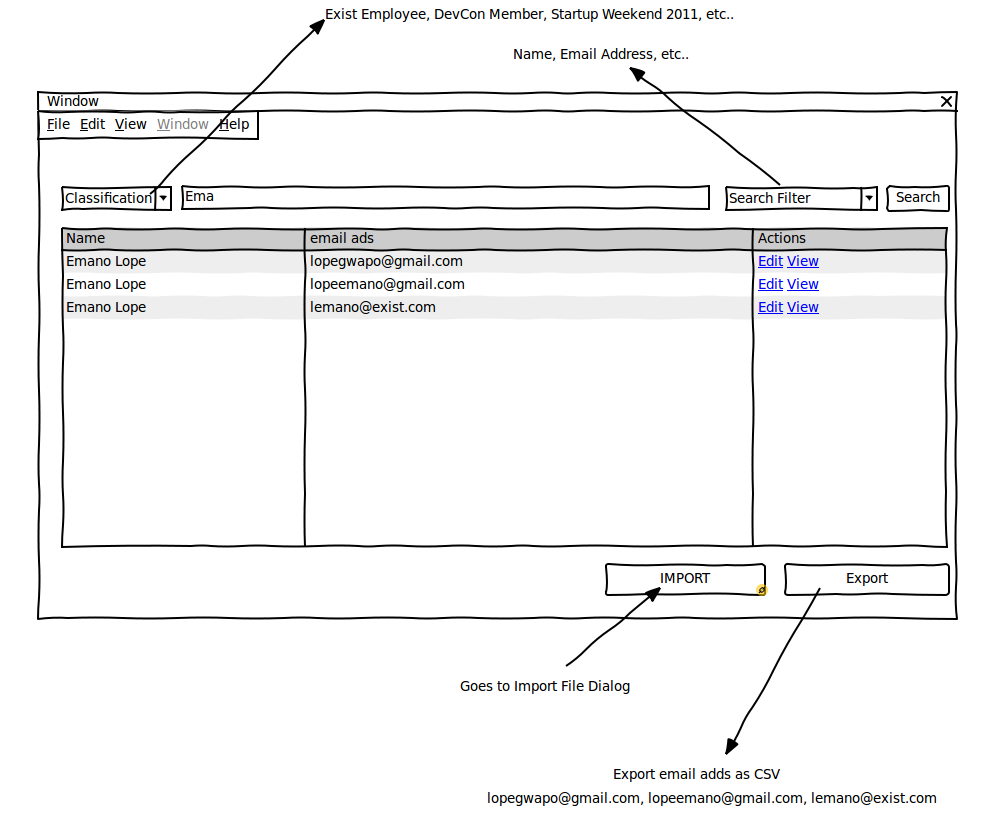 Exist Employee, DevCon Member, Startup Weekend 2011, etc..
Name, Email Address, etc..
Window
File Edit View Window Help
Classification Ema Search Filter Search
Name email ads Actions
Emano Lope lopegwapo@gmail.com Edit View
Emano Lope lopeemano@gmail.com Edit View
Emano Lope lemano@exist.com Edit View
IMPORT Export
Goes to Import File Dialog
Export email adds as CSV
lopegwapo@gmail.com, lopeemano@gmail.com, lemano@exist.com